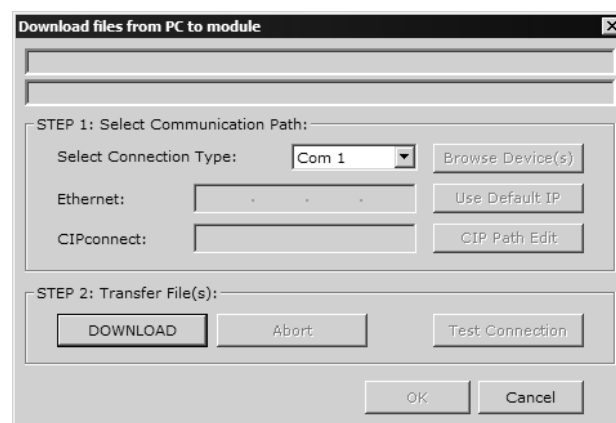 Download files from PC to module
STEP 1: Select Communication Path:
Select Connection Type:
Com 1
Browse Device(s)
Ethernet:
. . .
Use Default IP
CIPconnect:
CIP Path Edit
STEP 2: Transfer File(s):
DOWNLOAD
Abort
Test Connection
OK
Cancel